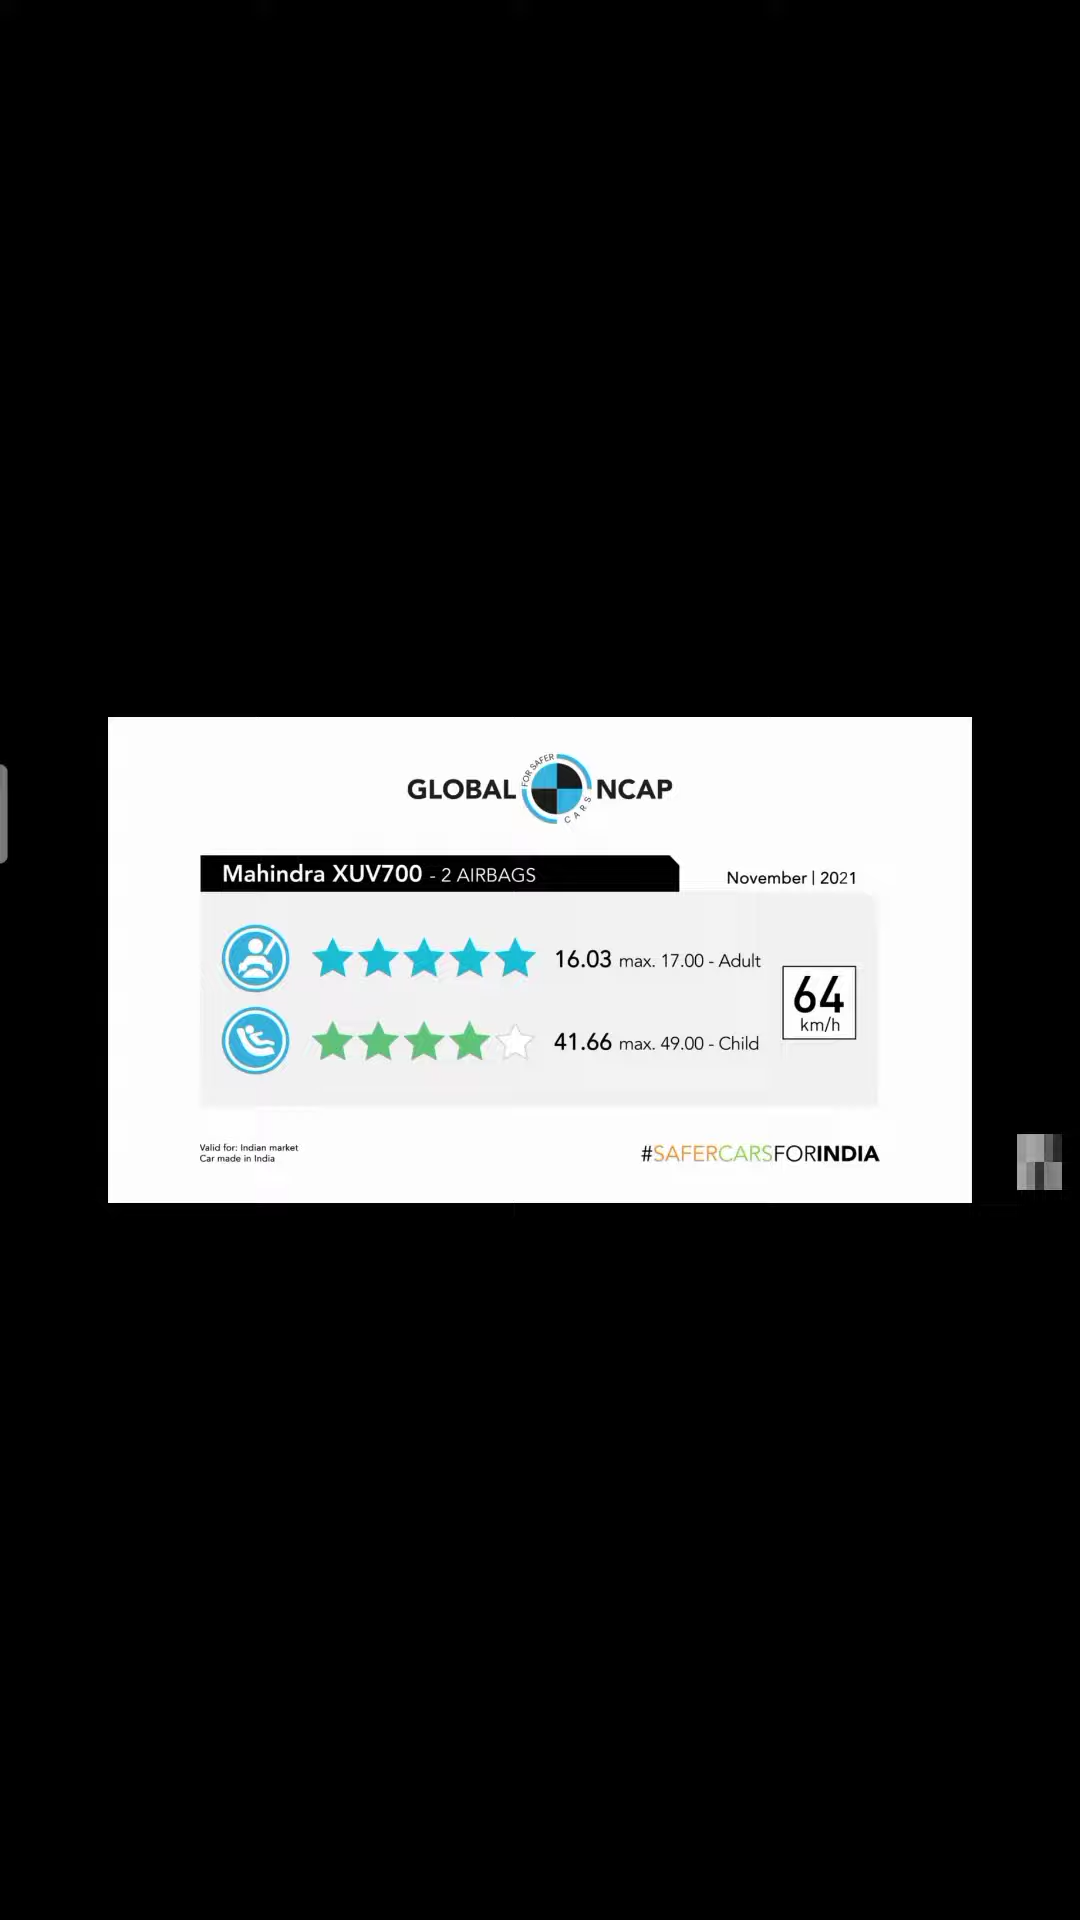 GLOBAL NCAP
FOR SAFER CARS
Mahindra XUV700 - 2 AIRBAGS
November | 2021
16.03 max. 17.00 - Adult
41.66 max. 49.00 - Child
64
km/h
Valid for: Indian market
Car made in India
#SAFERCARSFORINDIA